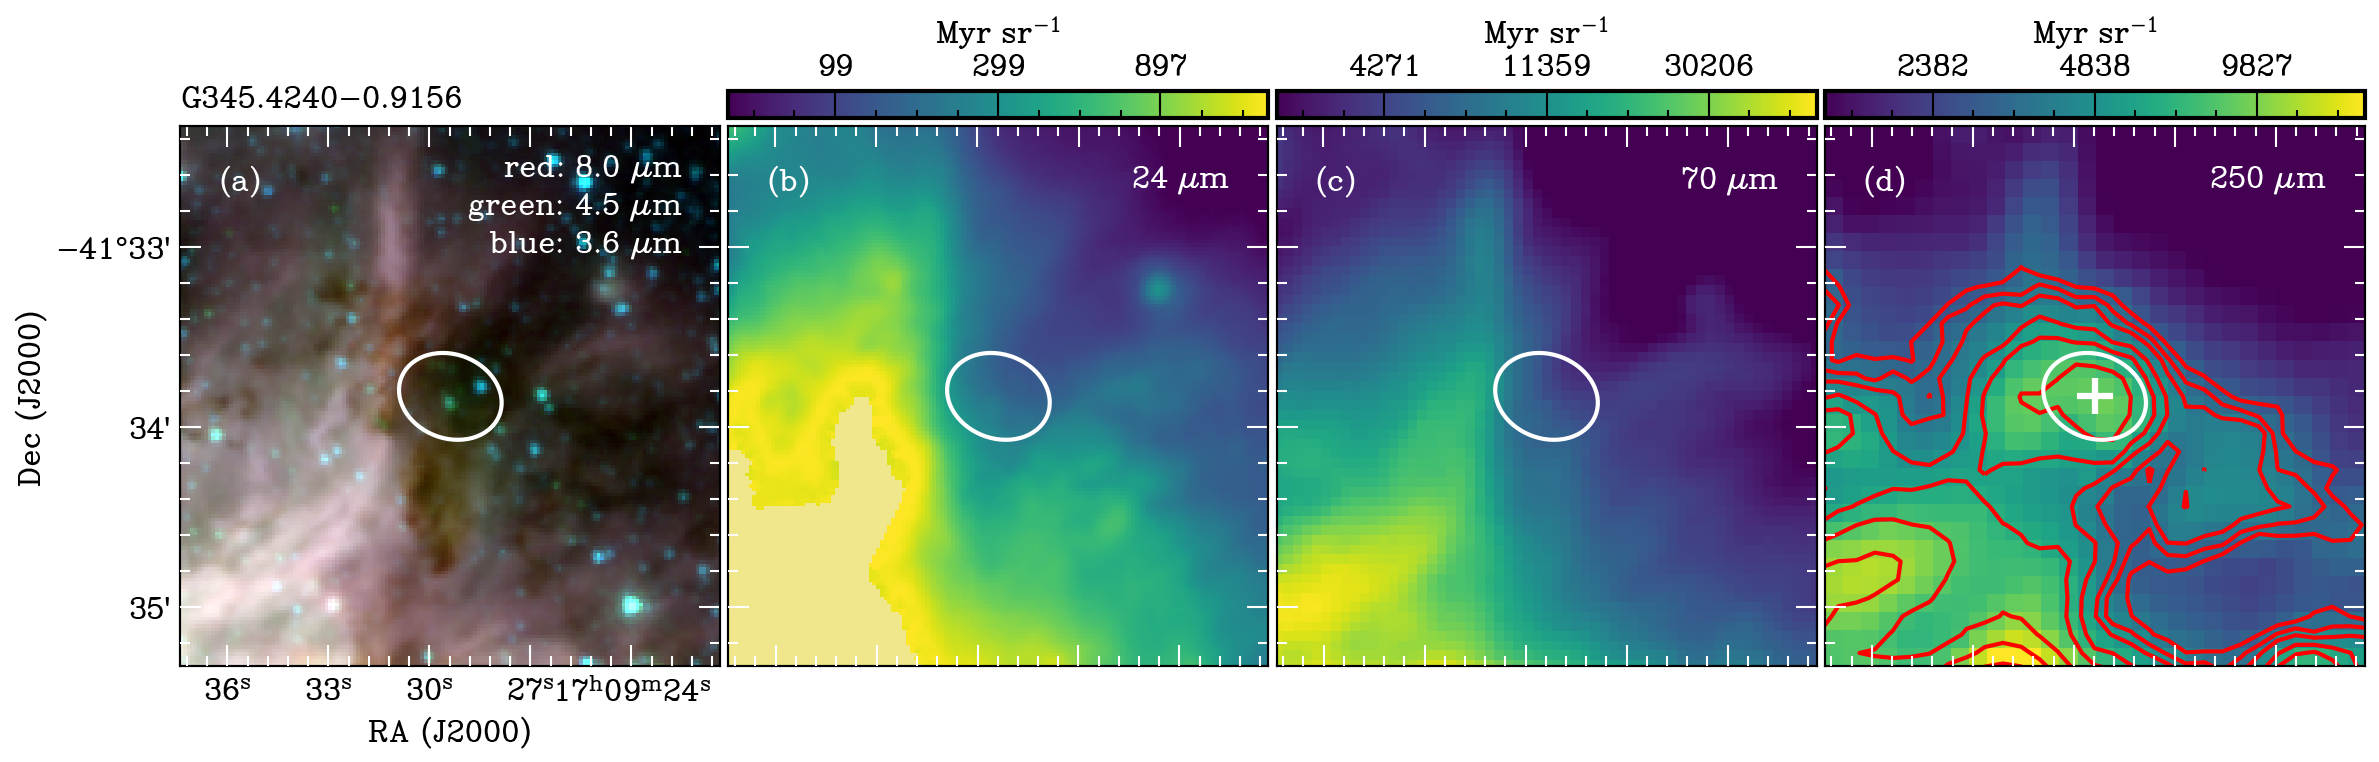 Myr sr⁻¹ Myr sr⁻¹ Myr sr⁻¹
99 299 897 4271 11359 30206 2382 4838 9827
G345.4240−0.9156
(a) red: 8.0 μm
green: 4.5 μm
blue: 3.6 μm
(b) 24 μm
(c) 70 μm
(d) 250 μm
Dec (J2000)
−41°33'
34'
35'
36ˢ 33ˢ 30ˢ 27ˢ17ʰ09ᵐ24ˢ
RA (J2000)